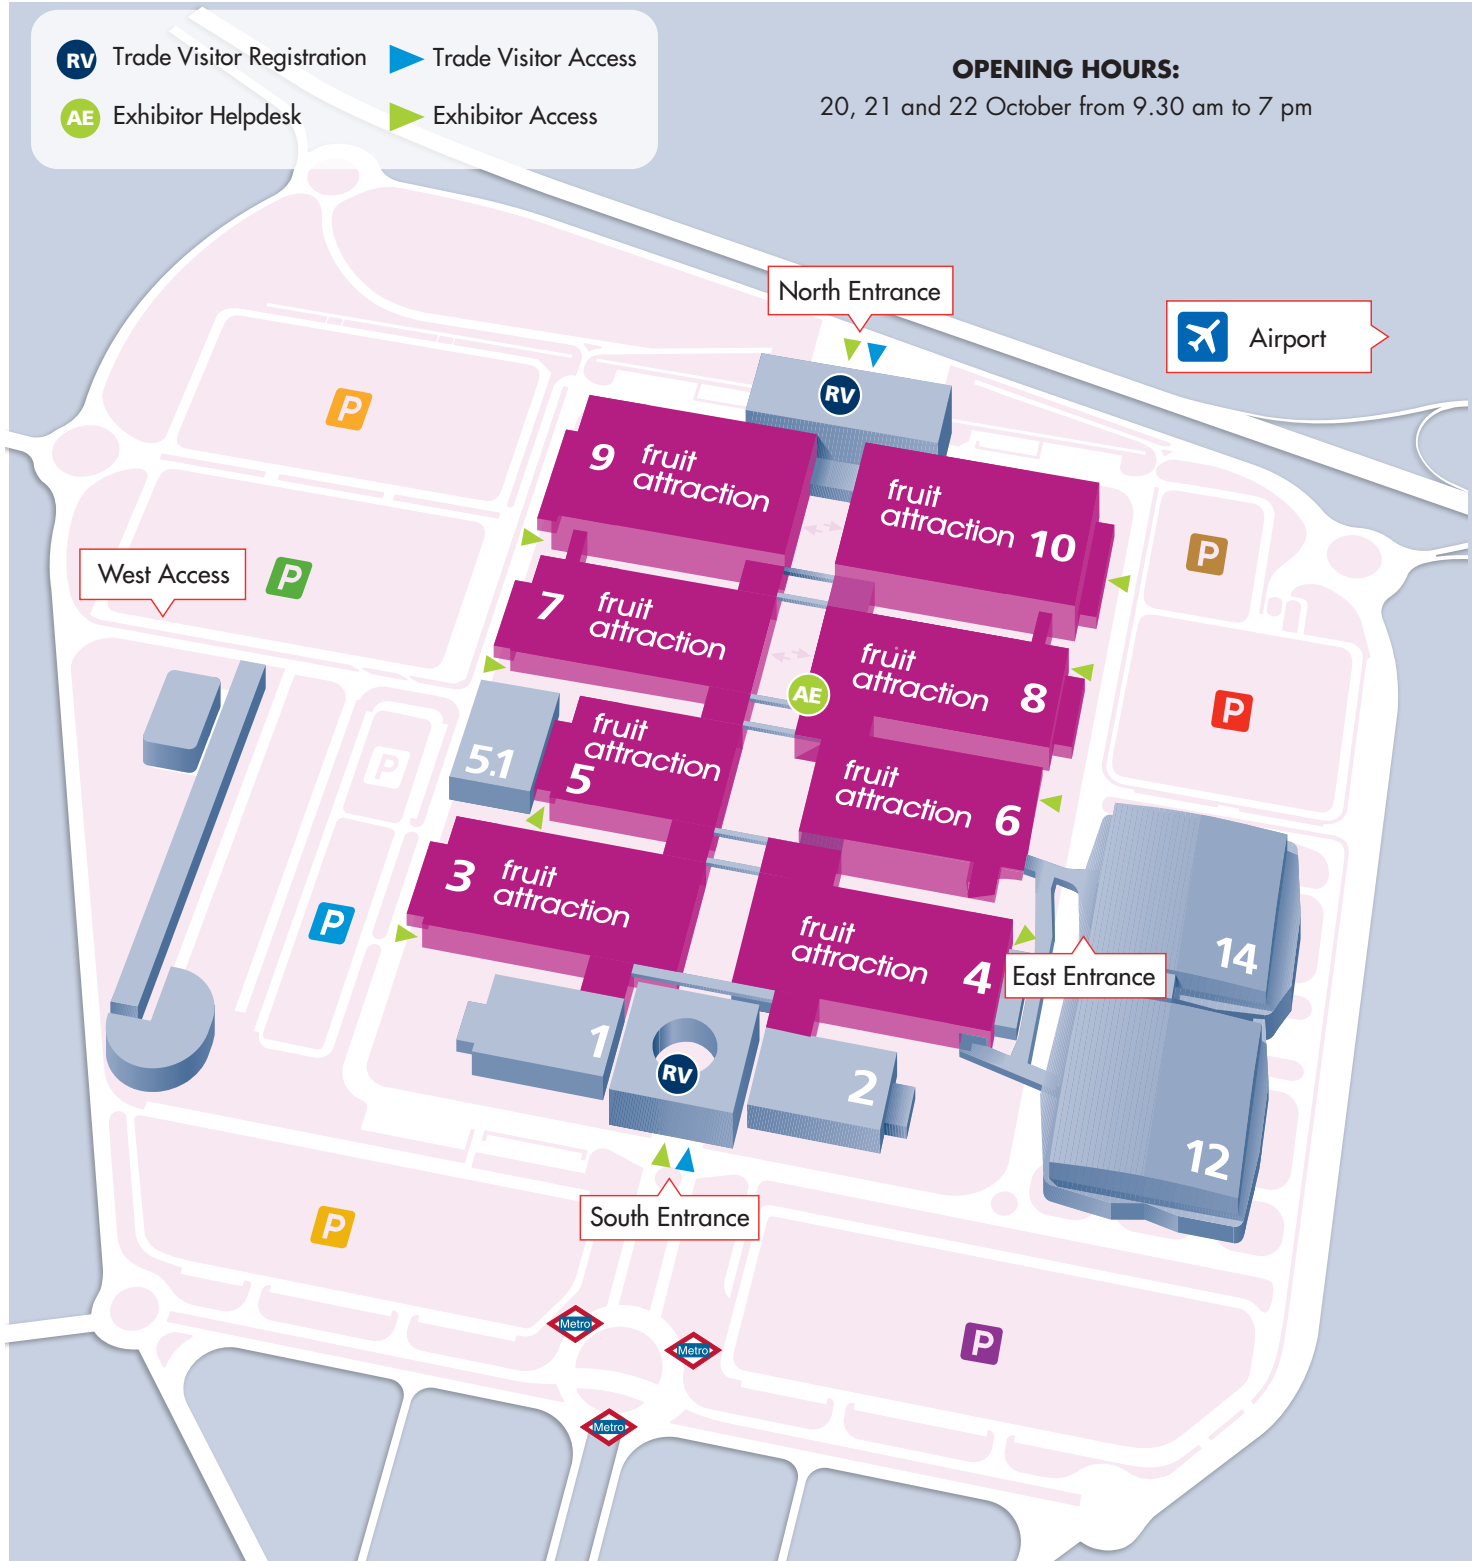 RV Trade Visitor Registration
Trade Visitor Access
AE Exhibitor Helpdesk
Exhibitor Access
OPENING HOURS:
20, 21 and 22 October from 9.30 am to 7 pm
North Entrance
Airport
RV
P
9 fruit
attraction
fruit
attraction 10
P
West Access
P
7 fruit
attraction
fruit
attraction 8
AE
P
5.1
fruit
attraction
5
P
fruit
attraction 6
3 fruit
attraction
P
fruit
attraction 4
14
East Entrance
1
RV
2
12
South Entrance
P
Metro
Metro
P
Metro